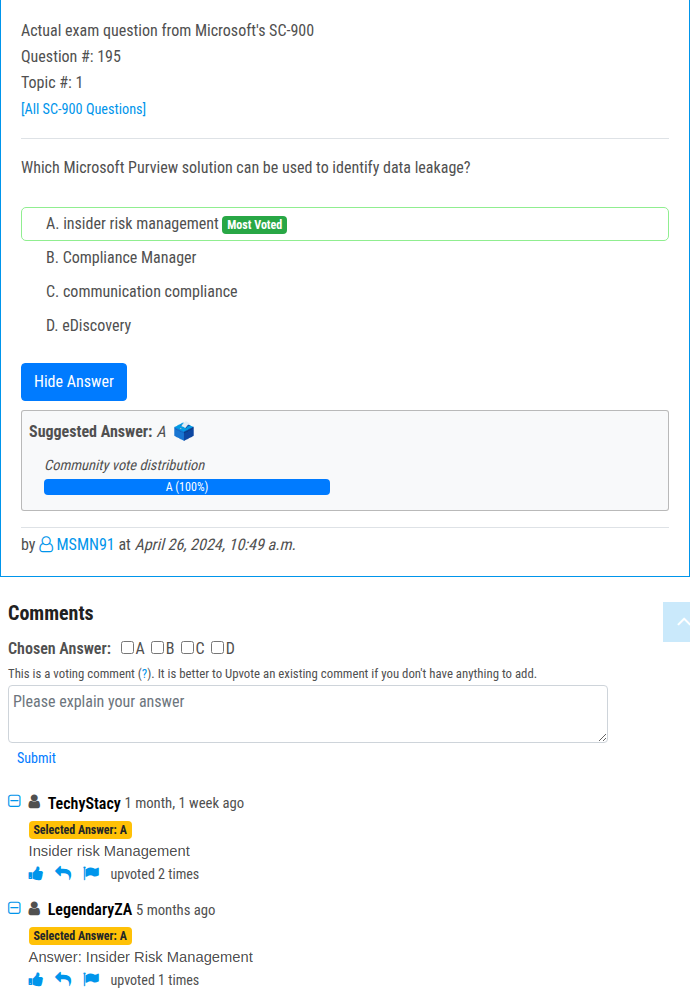 Actual exam question from Microsoft's SC-900
Question #: 195
Topic #: 1
[All SC-900 Questions]
Which Microsoft Purview solution can be used to identify data leakage?
A. insider risk management Most Voted
B. Compliance Manager
C. communication compliance
D. eDiscovery
Hide Answer
Suggested Answer: A
Community vote distribution
A (100%)
by MSMN91 at April 26, 2024, 10:49 a.m.
Comments
Chosen Answer: A B C D
This is a voting comment (?). It is better to Upvote an existing comment if you don't have anything to add.
Please explain your answer
Submit
TechyStacy 1 month, 1 week ago
Selected Answer: A
Insider risk Management
upvoted 2 times
LegendaryZA 5 months ago
Selected Answer: A
Answer: Insider Risk Management
upvoted 1 times